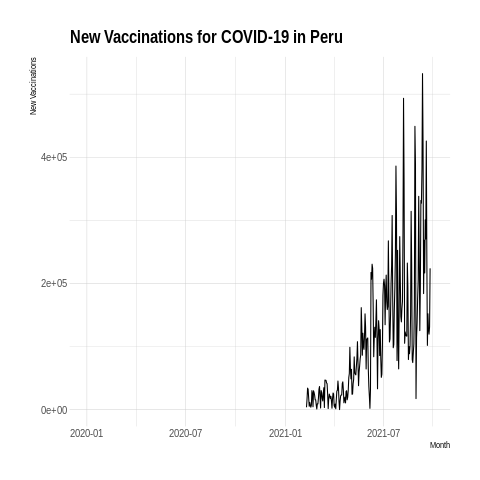 New Vaccinations for COVID-19 in Peru
New Vaccinations
4e+05
2e+05
0e+00
2020-01 2020-07 2021-01 2021-07
Month